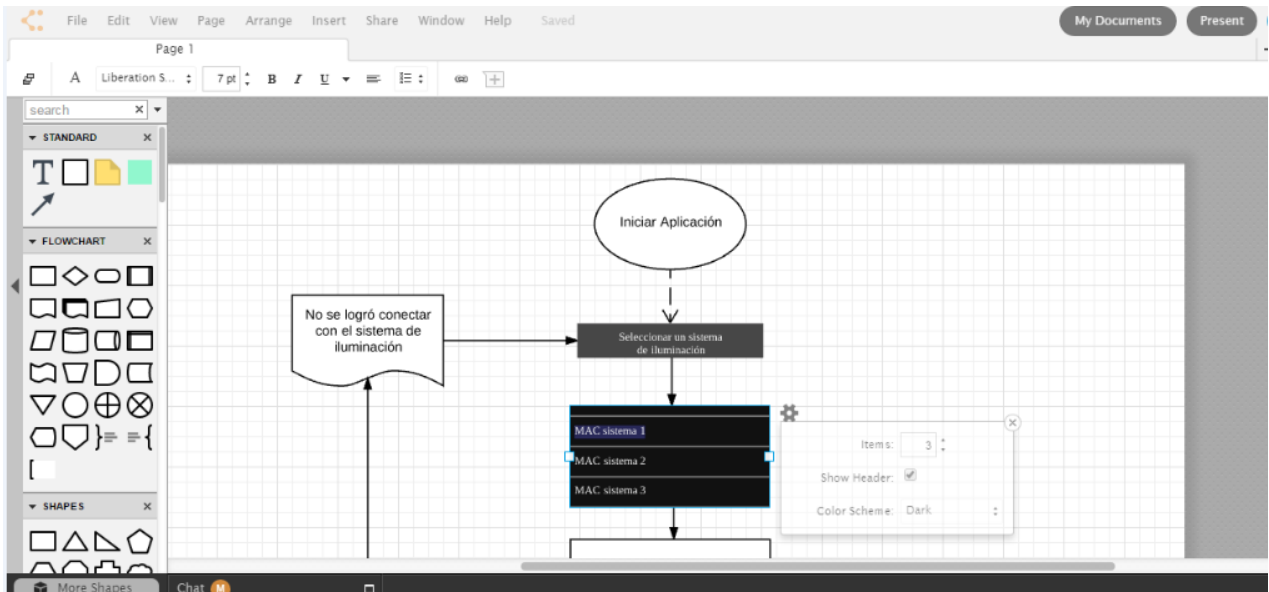 File Edit View Page Arrange Insert Share Window Help Saved
My Documents Present
Page 1
A Liberation S... 7 pt B I U
search
STANDARD
T
FLOWCHART
SHAPES
Iniciar Aplicación
No se logró conectar
con el sistema de
iluminación
Seleccionar un sistema
de iluminación
MAC sistema 1
MAC sistema 2
MAC sistema 3
Items: 3
Show Header:
Color Scheme: Dark
More Shapes Chat M